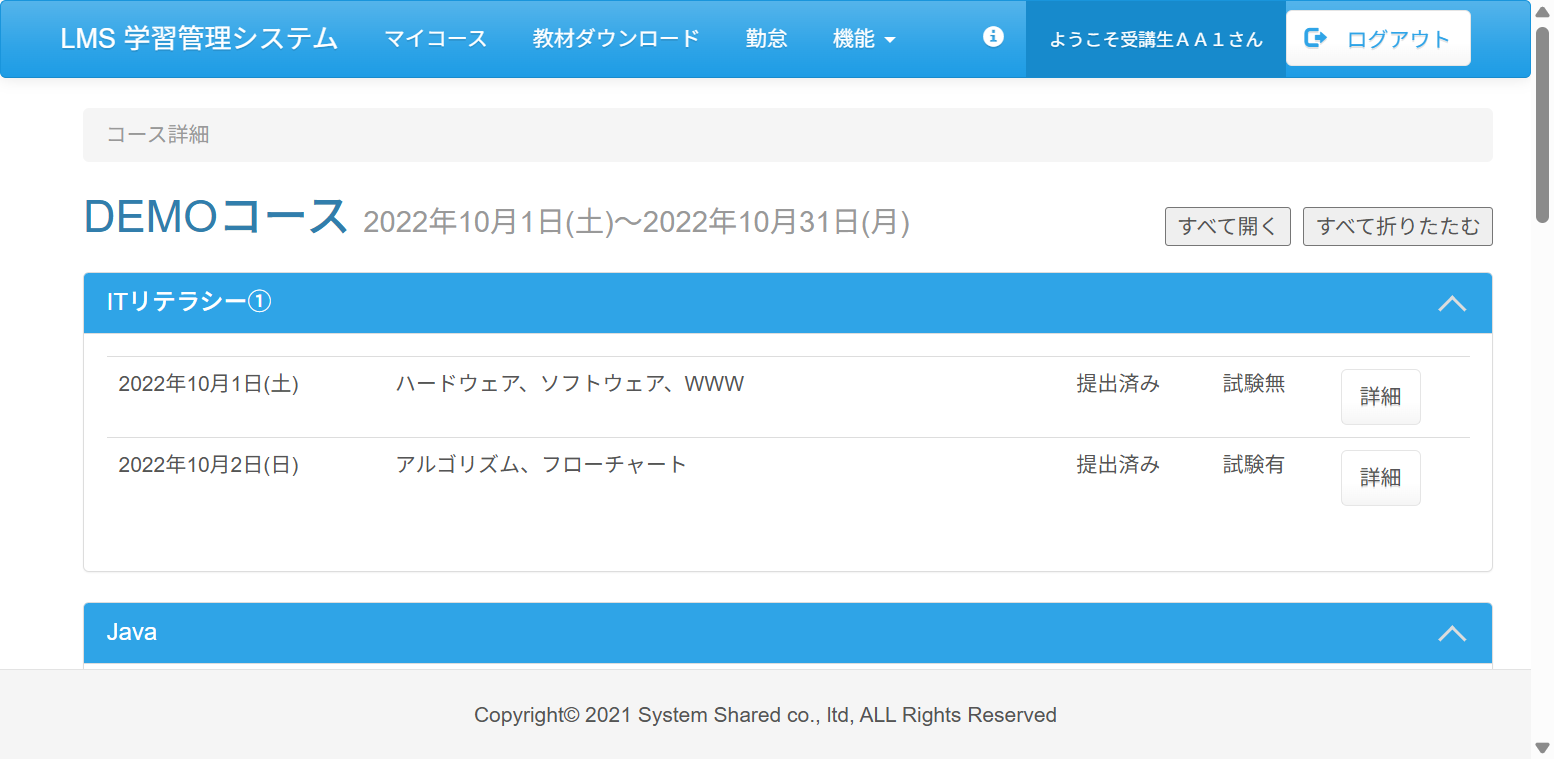 LMS 学習管理システム マイコース 教材ダウンロード 勤怠 機能 ようこそ受講生ＡＡ１さん ログアウト
コース詳細
DEMOコース 2022年10月1日(土)～2022年10月31日(月) すべて開く すべて折りたたむ
ITリテラシー①
2022年10月1日(土) ハードウェア、ソフトウェア、WWW 提出済み 試験無 詳細
2022年10月2日(日) アルゴリズム、フローチャート 提出済み 試験有 詳細
Java
Copyright© 2021 System Shared co., ltd, ALL Rights Reserved